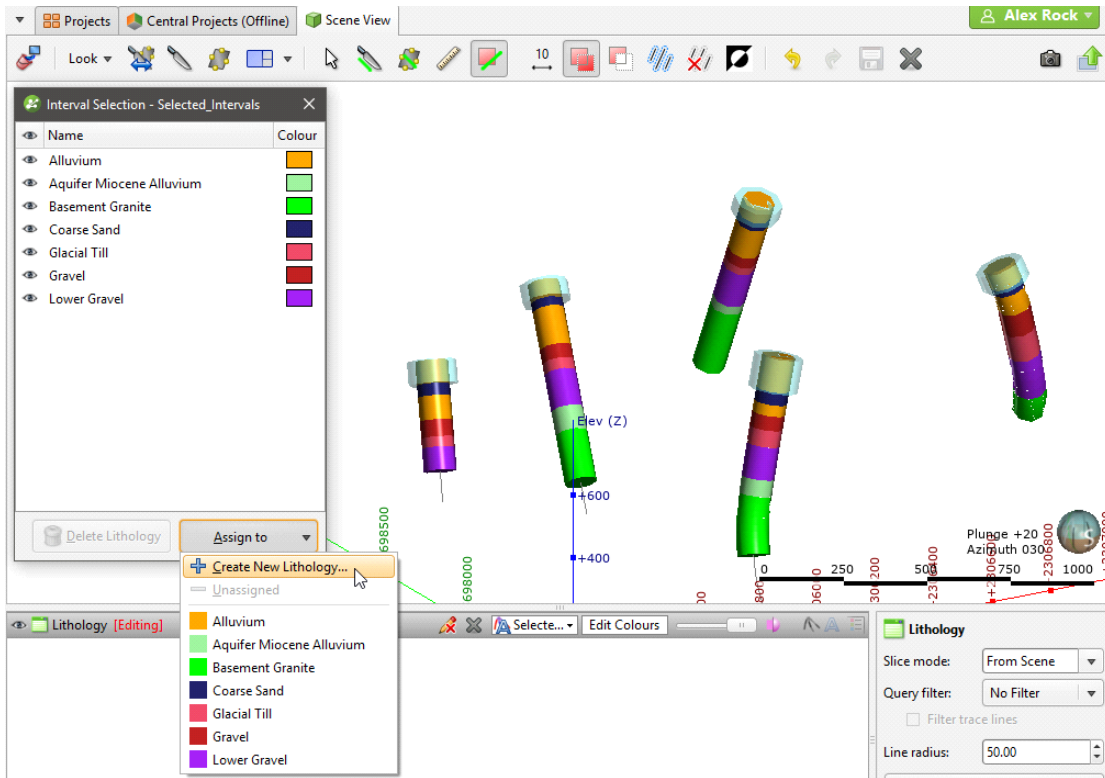 Projects
Central Projects (Offline)
Scene View
Alex Rock
Look
10
Interval Selection - Selected_Intervals
Name Colour
Alluvium
Aquifer Miocene Alluvium
Basement Granite
Coarse Sand
Glacial Till
Gravel
Lower Gravel
Delete Lithology
Assign to
Create New Lithology...
Unassigned
Alluvium
Aquifer Miocene Alluvium
Basement Granite
Coarse Sand
Glacial Till
Gravel
Lower Gravel
Elev (Z)
+600
+400
698500
698000
Plunge +20
Azimuth 030
0 250 500 750 1000
-2306400
-2306800
Lithology [Editing]
Selecte...
Edit Colours
Lithology
Slice mode: From Scene
Query filter: No Filter
Filter trace lines
Line radius: 50.00